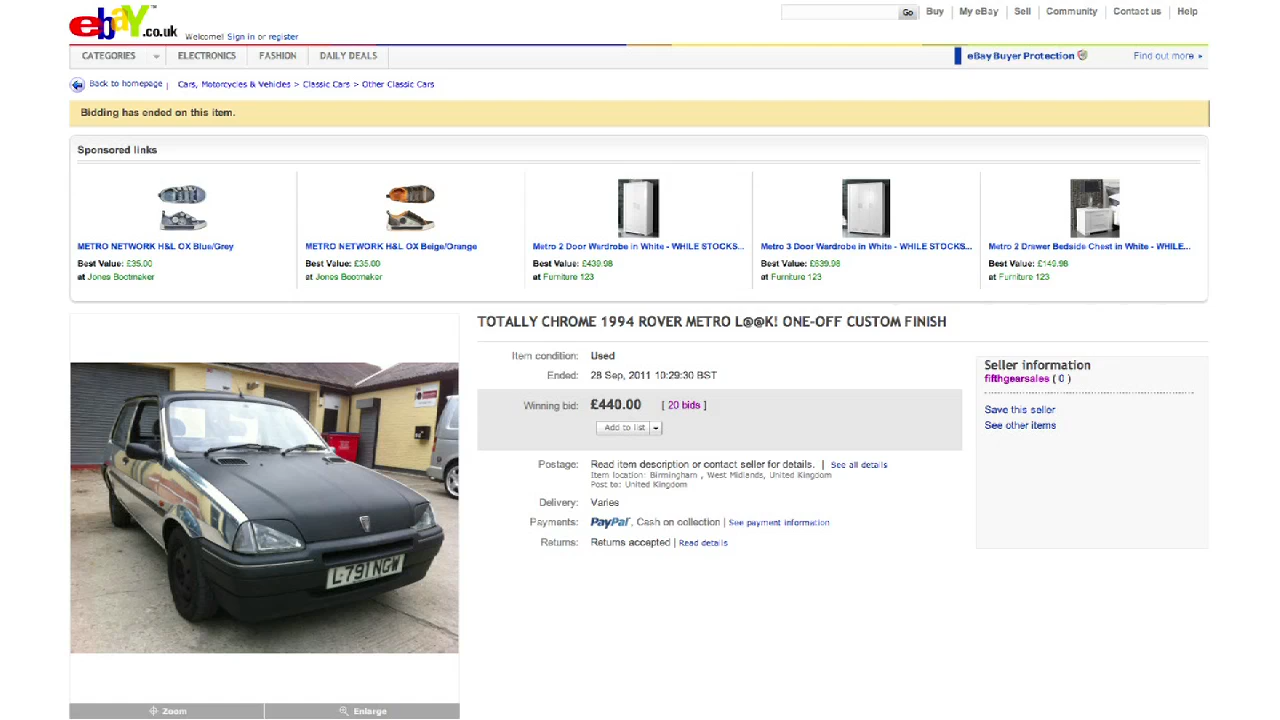 ebay.co.uk
Welcome! Sign in or register
Go Buy My eBay Sell Community Contact us Help
CATEGORIES ELECTRONICS FASHION DAILY DEALS
eBay Buyer Protection Find out more
Back to homepage | Cars, Motorcycles & Vehicles > Classic Cars > Other Classic Cars
Bidding has ended on this item.
Sponsored links
METRO NETWORK H&L OX Blue/Grey
Best Value: £35.00
at Jones Bootmaker
METRO NETWORK H&L OX Beige/Orange
Best Value: £35.00
at Jones Bootmaker
Metro 2 Door Wardrobe in White - WHILE STOCKS...
Best Value: £439.98
at Furniture 123
Metro 3 Door Wardrobe in White - WHILE STOCKS...
Best Value: £639.98
at Furniture 123
Metro 2 Drawer Bedside Chest in White - WHILE...
Best Value: £149.98
at Furniture 123
TOTALLY CHROME 1994 ROVER METRO L@@K! ONE-OFF CUSTOM FINISH
Item condition: Used
Ended: 28 Sep, 2011 10:29:30 BST
Winning bid: £440.00 [ 20 bids ]
Add to list
Postage: Read item description or contact seller for details. | See all details
Item location: Birmingham , West Midlands, United Kingdom
Post to: United Kingdom
Delivery: Varies
Payments: PayPal, Cash on collection | See payment information
Returns: Returns accepted | Read details
Seller information
fifthgearsales ( 0 )
Save this seller
See other items
L-791 NGW
Zoom Enlarge